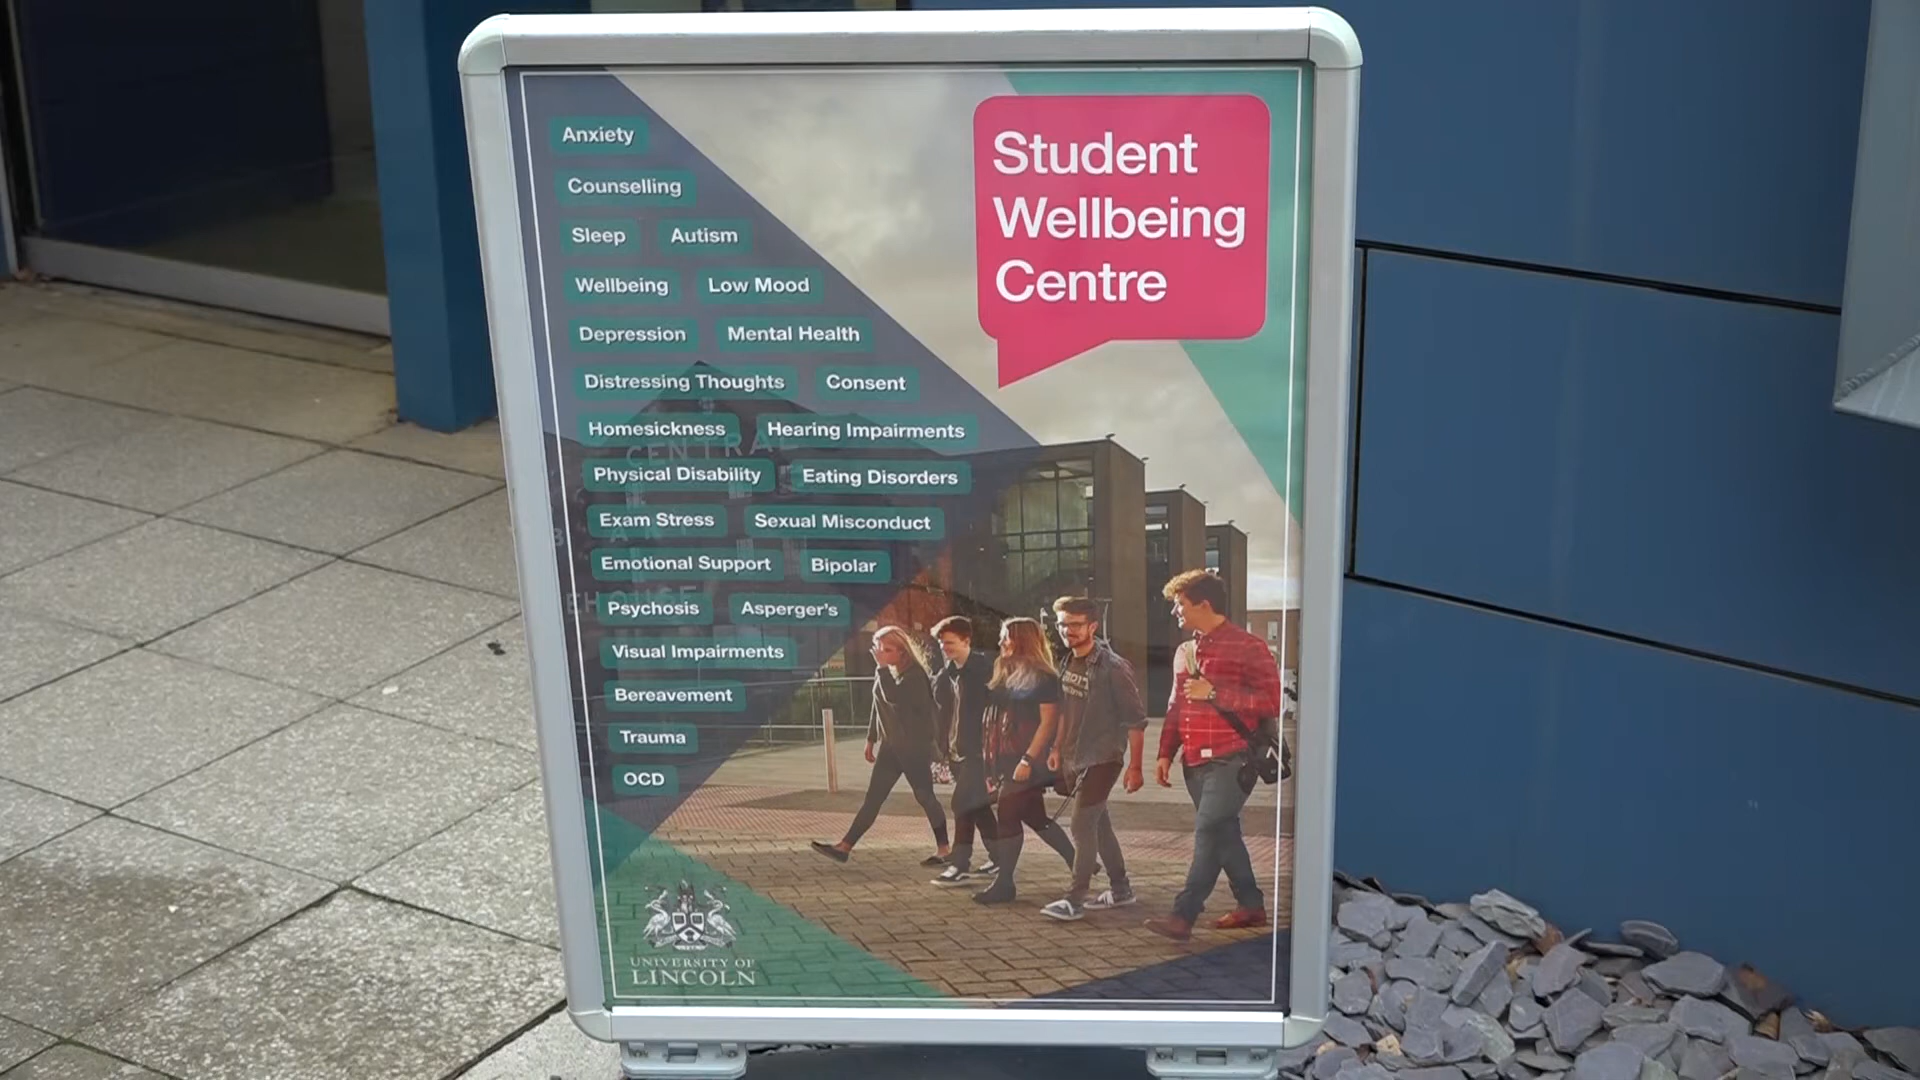 Student
Wellbeing
Centre
Anxiety
Counselling
Sleep Autism
Wellbeing Low Mood
Depression Mental Health
Distressing Thoughts Consent
Homesickness Hearing Impairments
Physical Disability Eating Disorders
Exam Stress Sexual Misconduct
Emotional Support Bipolar
Psychosis Asperger's
Visual Impairments
Bereavement
Trauma
OCD
UNIVERSITY OF
LINCOLN
CENTRAL